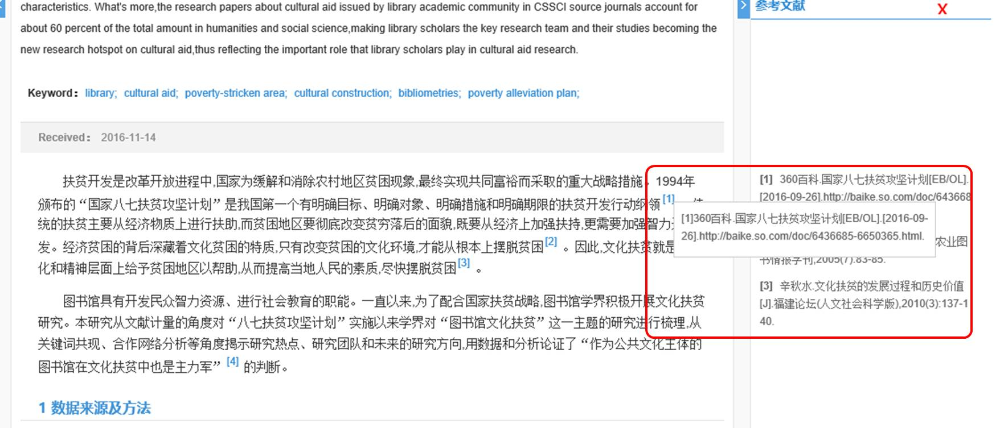 characteristics. What's more,the research papers about cultural aid issued by library academic community in CSSCI source journals account for
about 60 percent of the total amount in humanities and social science,making library scholars the key research team and their studies becoming the
new research hotspot on cultural aid,thus reflecting the important role that library scholars play in cultural aid research.
Keyword： library; cultural aid; poverty-stricken area; cultural construction; bibliometries; poverty alleviation plan;
Received： 2016-11-14
扶贫开发是改革开放进程中,国家为缓解和消除农村地区贫困现象,最终实现共同富裕而采取的重大战略措施。1994年
颁布的“国家八七扶贫攻坚计划”是我国第一个有明确目标、明确对象、明确措施和明确期限的扶贫开发行动纲领[1]
统的扶贫主要从经济物质上进行扶助,而贫困地区要彻底改变贫穷落后的面貌,既要从经济上加强扶持,更需要加强智力
发。经济贫困的背后深藏着文化贫困的特质,只有改变贫困的文化环境,才能从根本上摆脱贫困[2] 。因此,文化扶贫就是
化和精神层面上给予贫困地区以帮助,从而提高当地人民的素质,尽快摆脱贫困[3] 。
图书馆具有开发民众智力资源、进行社会教育的职能。一直以来,为了配合国家扶贫战略,图书馆学界积极开展文化扶贫
研究。本研究从文献计量的角度对“八七扶贫攻坚计划”实施以来学界对“图书馆文化扶贫”这一主题的研究进行梳理,从
关键词共现、合作网络分析等角度揭示研究热点、研究团队和未来的研究方向,用数据和分析论证了“作为公共文化主体的
图书馆在文化扶贫中也是主力军” [4] 的判断。
1 数据来源及方法
参考文献
X
[1] 360百科.国家八七扶贫攻坚计划[EB/OL].
[2016-09-26].http://baike.so.com/doc/643668
[1]360百科.国家八七扶贫攻坚计划[EB/OL].[2016-09-
26].http://baike.so.com/doc/6436685-6650365.html.
农业图
书情报学刊,2005(7):83-85.
[3] 辛秋水.文化扶贫的发展过程和历史价值
[J].福建论坛(人文社会科学版),2010(3):137-1
40.